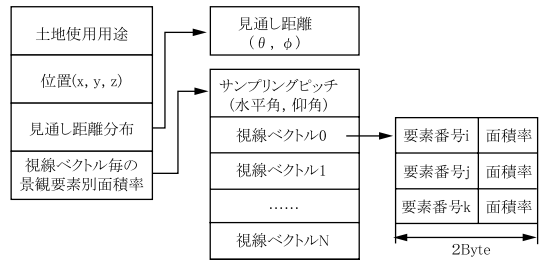 土地使用用途
位置(x, y, z)
見通し距離分布
視線ベクトル毎の
景観要素別面積率
見通し距離
(θ, φ)
サンプリングピッチ
(水平角, 仰角)
視線ベクトル0
視線ベクトル1
……
視線ベクトルN
要素番号i 面積率
要素番号j 面積率
要素番号k 面積率
2Byte